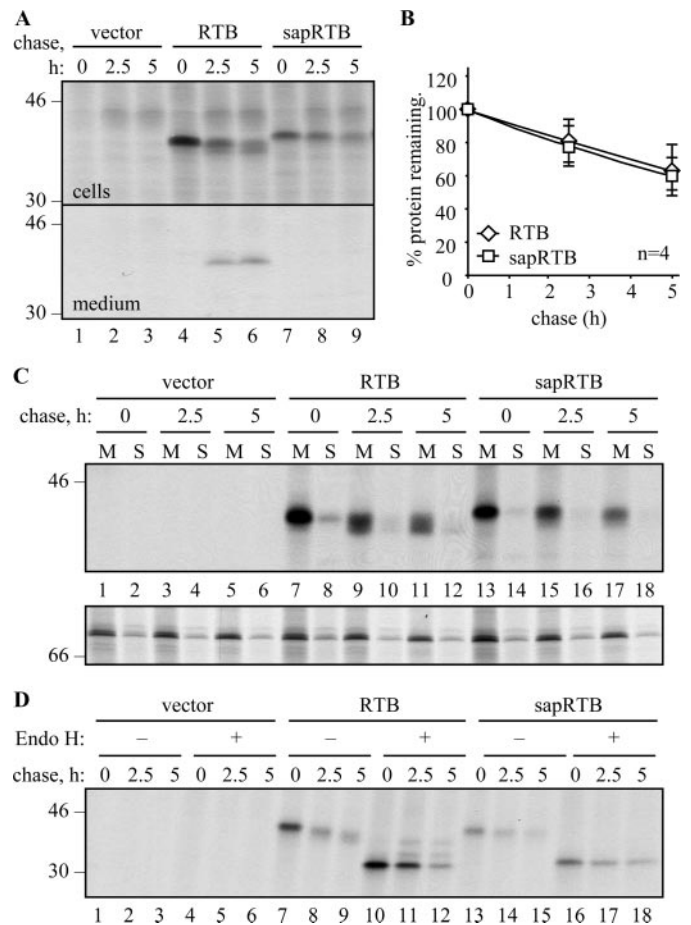 A
vector RTB sapRTB
chase, h: 0 2.5 5 0 2.5 5 0 2.5 5
46
30
cells
46
30
medium
1 2 3 4 5 6 7 8 9
B
% protein remaining.
120
100
80
60
40
20
0
RTB
sapRTB
n=4
0 1 2 3 4 5
chase (h)
C
vector RTB sapRTB
chase, h: 0 2.5 5 0 2.5 5 0 2.5 5
M S M S M S M S M S M S M S M S M S
46
1 2 3 4 5 6 7 8 9 10 11 12 13 14 15 16 17 18
66
D
vector RTB sapRTB
Endo H: – + – + – +
chase, h: 0 2.5 5 0 2.5 5 0 2.5 5 0 2.5 5 0 2.5 5 0 2.5 5
46
30
1 2 3 4 5 6 7 8 9 10 11 12 13 14 15 16 17 18